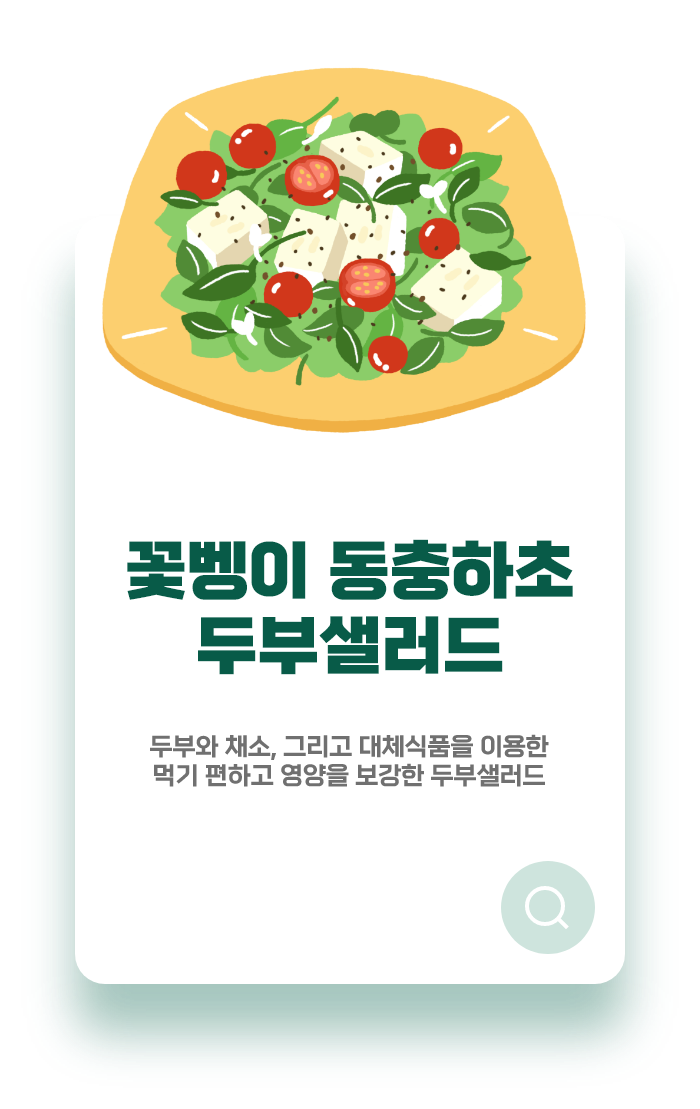 꽃벵이 동충하초
두부샐러드
두부와 채소, 그리고 대체식품을 이용한
먹기 편하고 영양을 보강한 두부샐러드